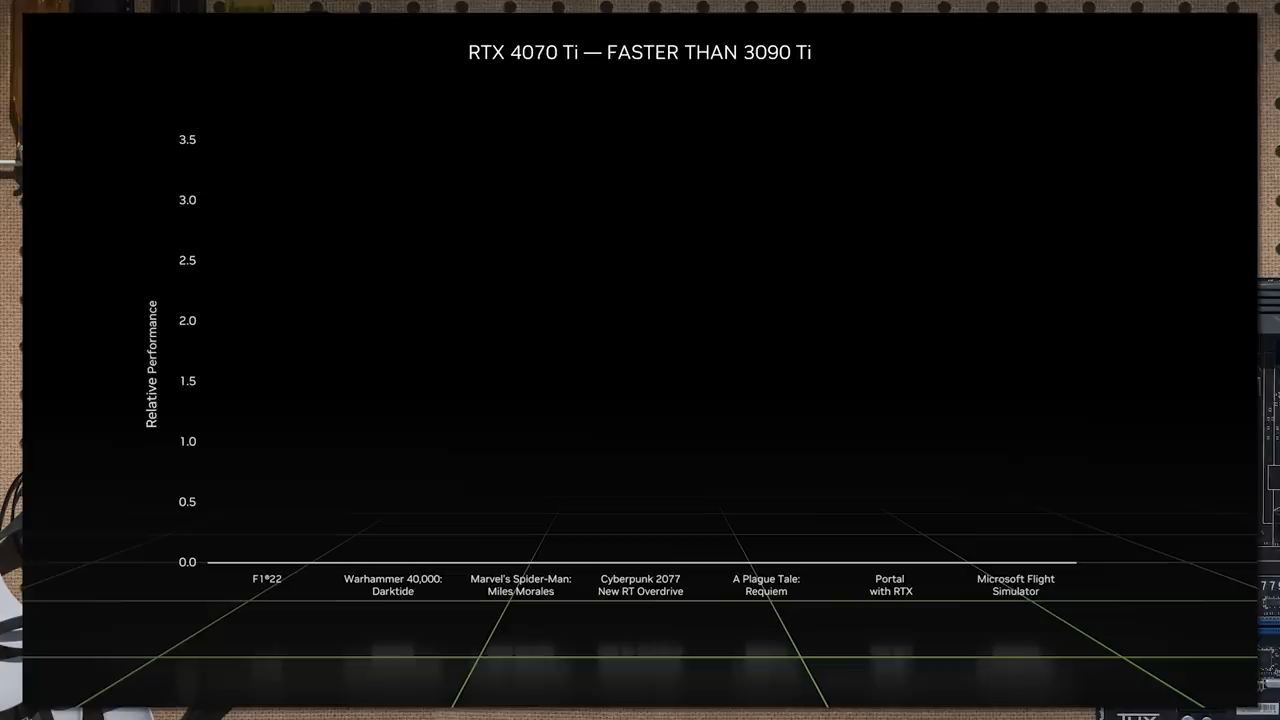 RTX 4070 Ti — FASTER THAN 3090 Ti
3.5
3.0
2.5
2.0
1.5
1.0
0.5
0.0
Relative Performance
F1®22
Warhammer 40,000:
Darktide
Marvel's Spider-Man:
Miles Morales
Cyberpunk 2077
New RT Overdrive
A Plague Tale:
Requiem
Portal
with RTX
Microsoft Flight
Simulator